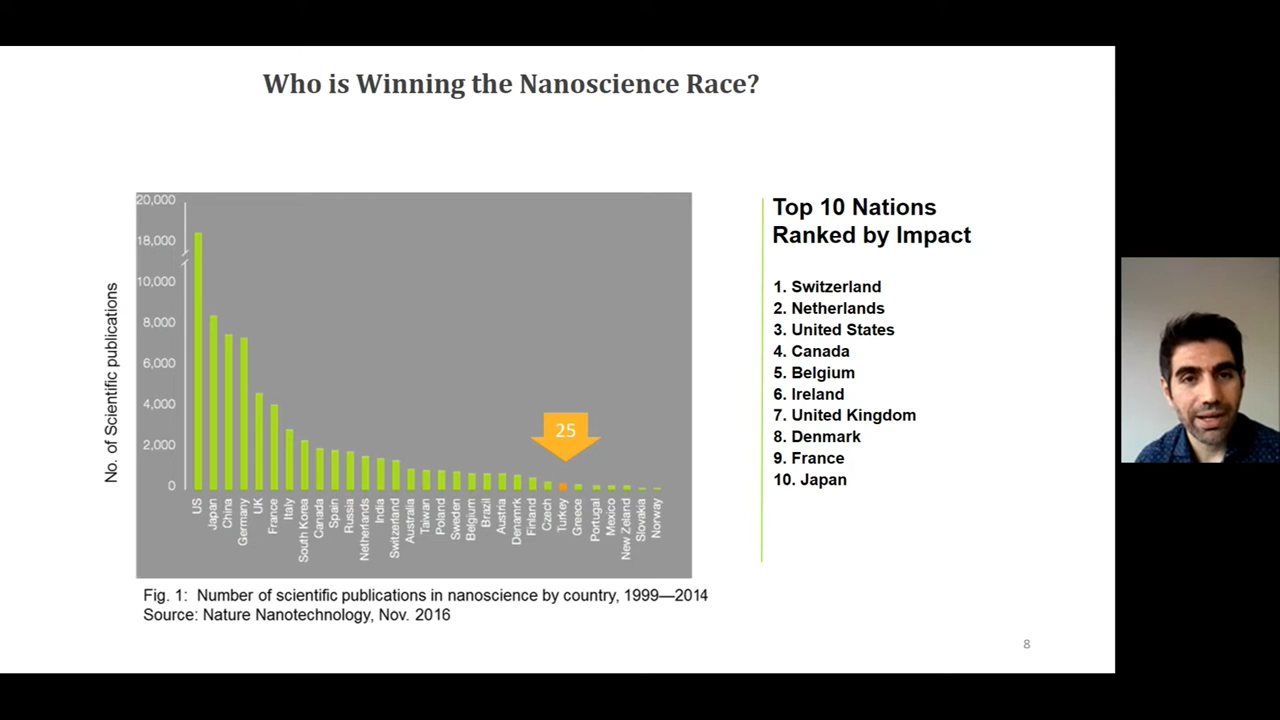 Who is Winning the Nanoscience Race?
No. of Scientific publications
20,000
18,000
10,000
8,000
6,000
4,000
2,000
0
25
US
Japan
China
Germany
UK
France
Italy
South Korea
Canada
Spain
Russia
Netherlands
India
Switzerland
Australia
Taiwan
Poland
Sweden
Belgium
Brazil
Austria
Denamrk
Finland
Czech
Turkey
Greece
Portugal
Mexico
New Zeland
Slovakia
Norway
Fig. 1: Number of scientific publications in nanoscience by country, 1999—2014
Source: Nature Nanotechnology, Nov. 2016
Top 10 Nations
Ranked by Impact
1. Switzerland
2. Netherlands
3. United States
4. Canada
5. Belgium
6. Ireland
7. United Kingdom
8. Denmark
9. France
10. Japan
8